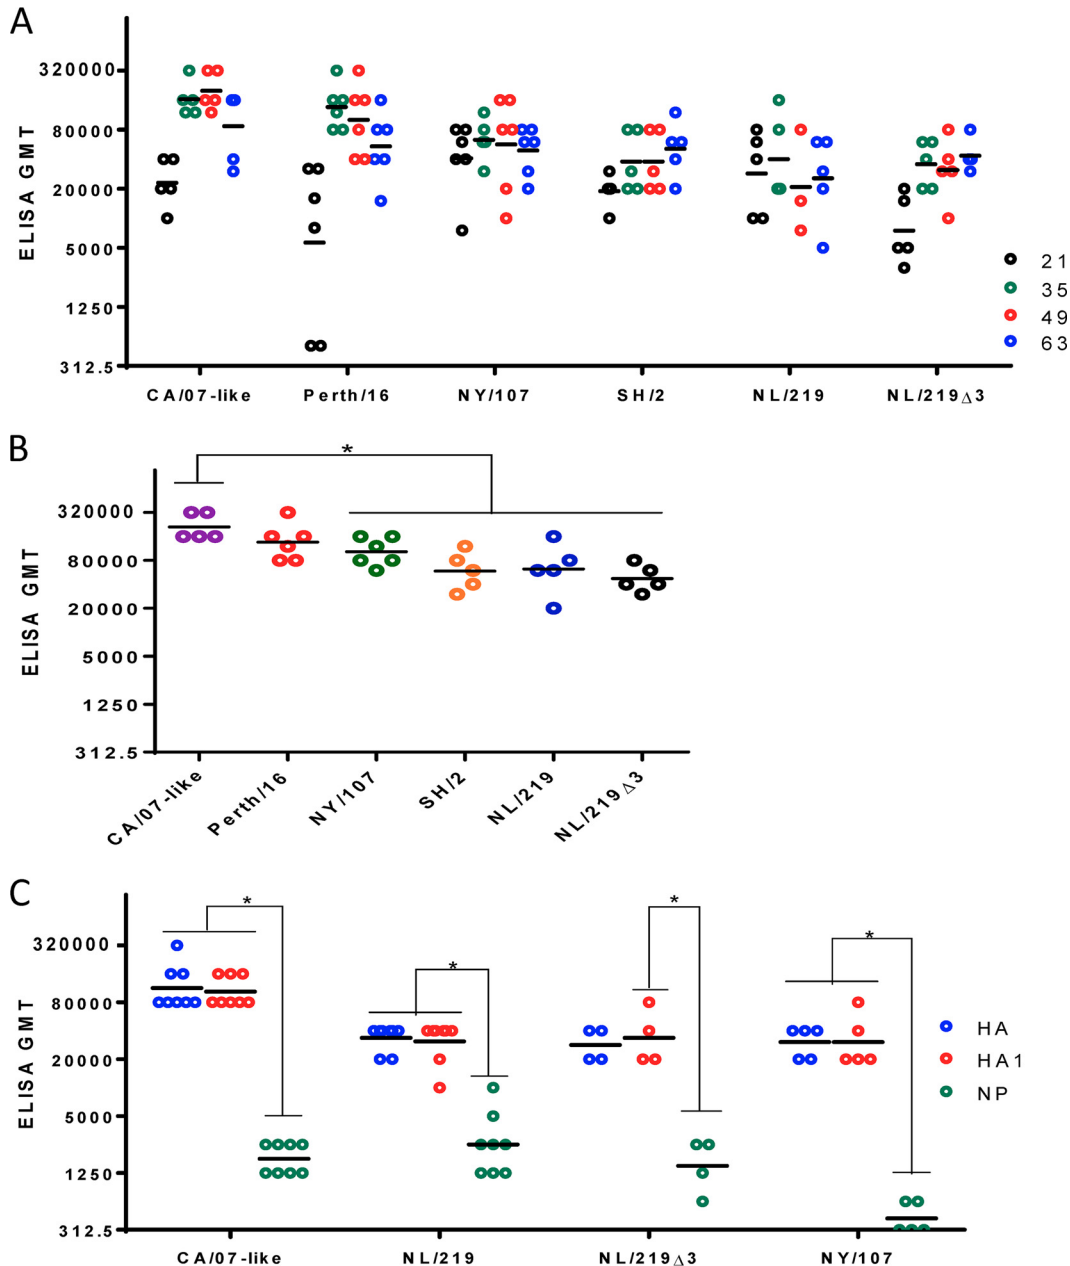 A
ELISA GMT
320000
80000
20000
5000
1250
312.5
CA/07-like Perth/16 NY/107 SH/2 NL/219 NL/219Δ3
21
35
49
63
B
*
ELISA GMT
320000
80000
20000
5000
1250
312.5
CA/07-like Perth/16 NY/107 SH/2 NL/219 NL/219Δ3
C
* * * *
ELISA GMT
320000
80000
20000
5000
1250
312.5
CA/07-like NL/219 NL/219Δ3 NY/107
HA
HA1
NP